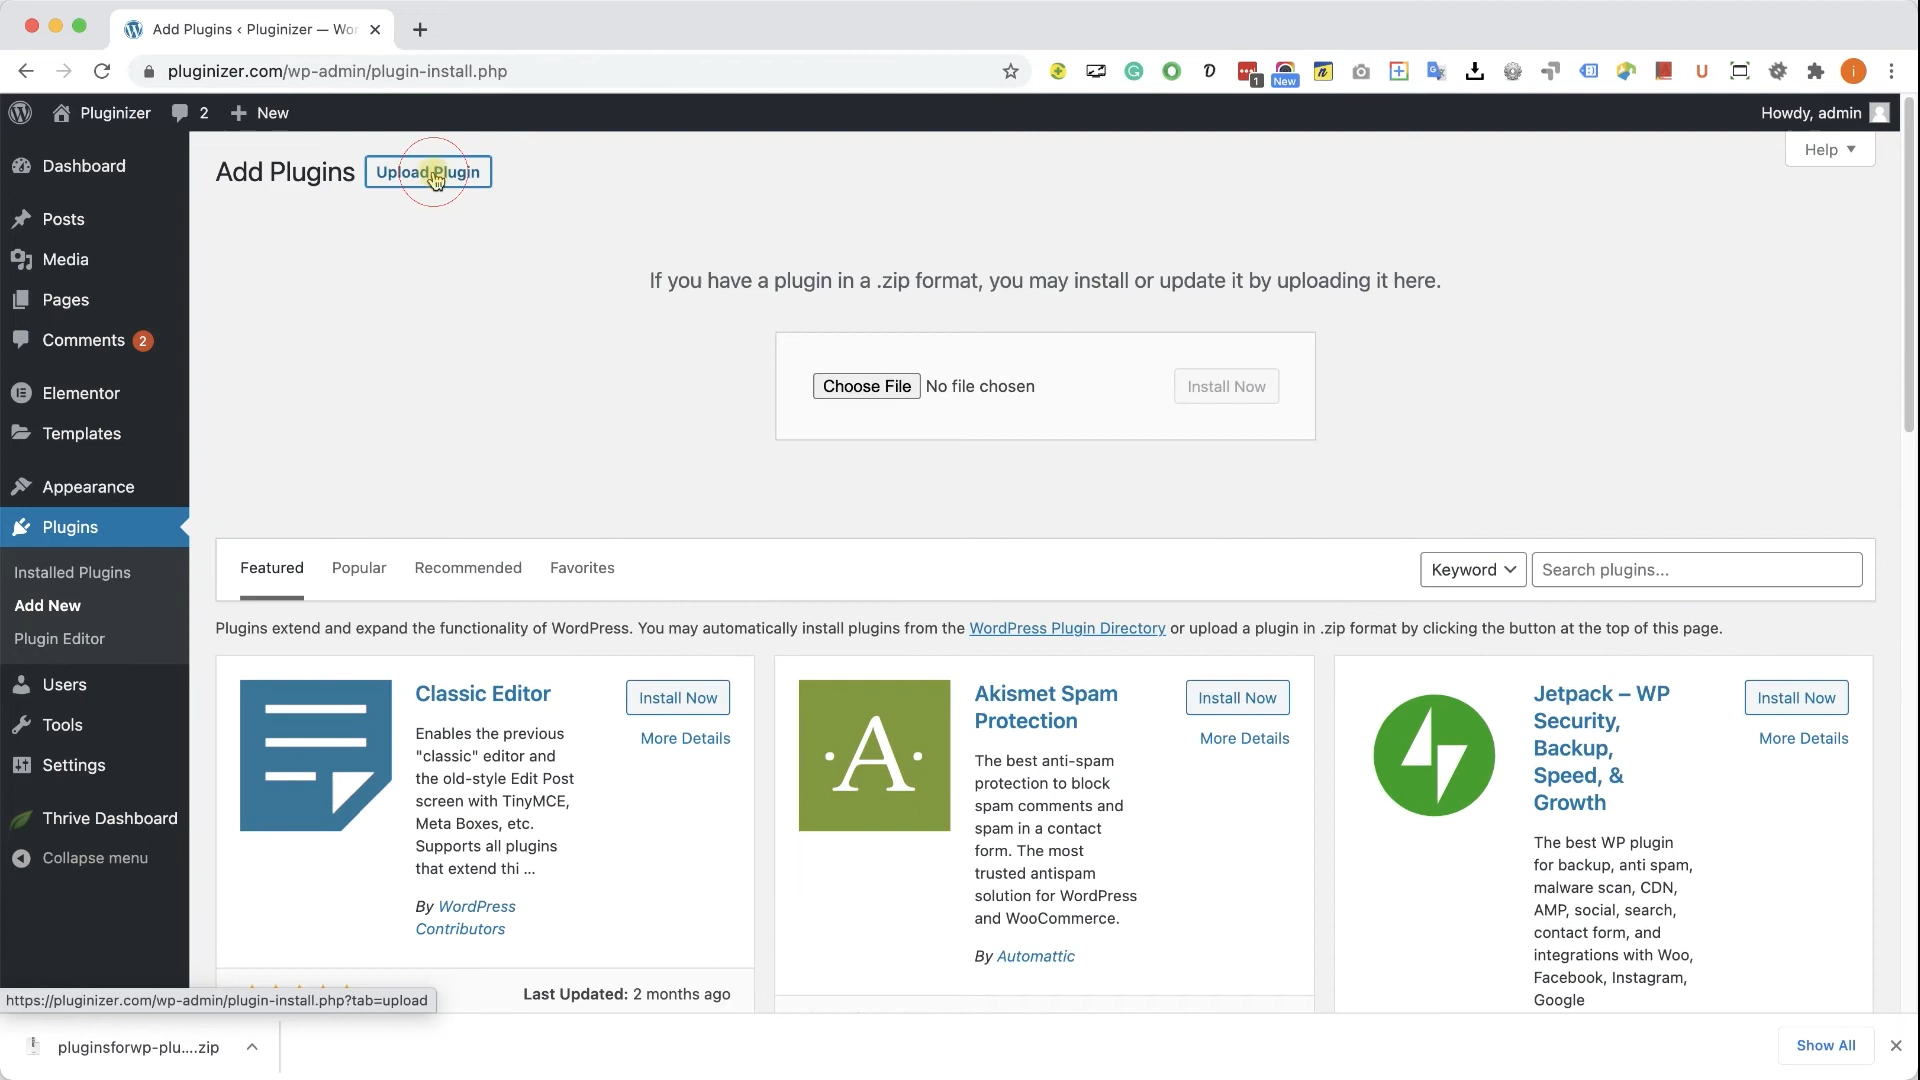 Add Plugins ‹ Pluginizer — Wor
pluginizer.com/wp-admin/plugin-install.php
1
New
i
Pluginizer
2
New
Howdy, admin
Dashboard
Posts
Media
Pages
Comments 2
Elementor
Templates
Appearance
Plugins
Installed Plugins
Add New
Plugin Editor
Users
Tools
Settings
Thrive Dashboard
Collapse menu
Add Plugins
Upload Plugin
Help
If you have a plugin in a .zip format, you may install or update it by uploading it here.
Choose File No file chosen
Install Now
Featured Popular Recommended Favorites
Keyword
Search plugins...
Plugins extend and expand the functionality of WordPress. You may automatically install plugins from the WordPress Plugin Directory or upload a plugin in .zip format by clicking the button at the top of this page.
Classic Editor
Install Now
More Details
Enables the previous
"classic" editor and
the old-style Edit Post
screen with TinyMCE,
Meta Boxes, etc.
Supports all plugins
that extend thi ...
By WordPress
Contributors
Last Updated: 2 months ago
A
Akismet Spam
Protection
Install Now
More Details
The best anti-spam
protection to block
spam comments and
spam in a contact
form. The most
trusted antispam
solution for WordPress
and WooCommerce.
By Automattic
Jetpack – WP
Security,
Backup,
Speed, &
Growth
Install Now
More Details
The best WP plugin
for backup, anti spam,
malware scan, CDN,
AMP, social, search,
contact form, and
integrations with Woo,
Facebook, Instagram,
Google
https://pluginizer.com/wp-admin/plugin-install.php?tab=upload
pluginsforwp-plu....zip
Show All